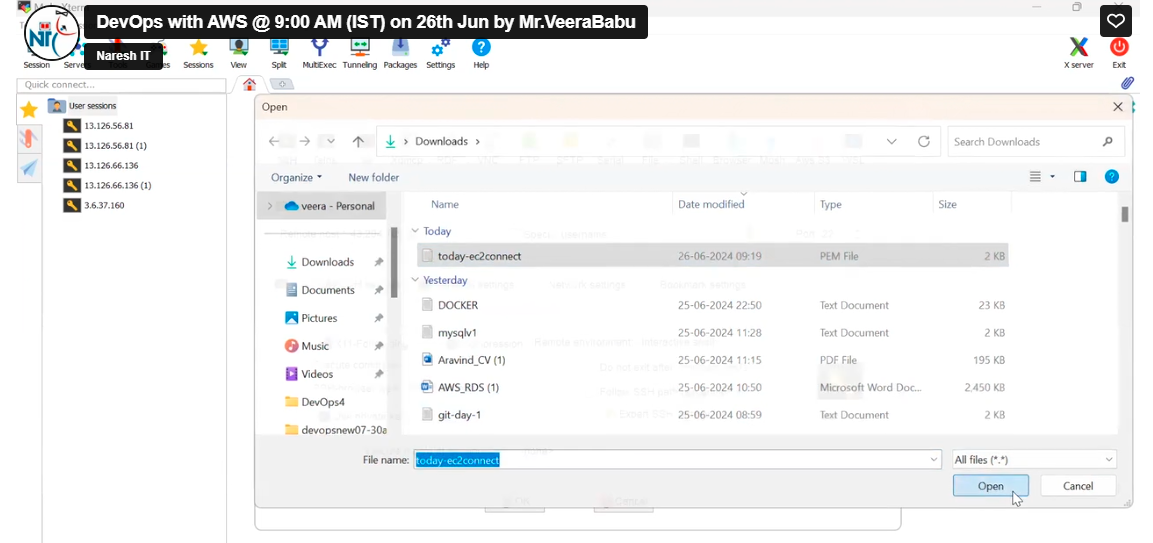 DevOps with AWS @ 9:00 AM (IST) on 26th Jun by Mr.VeeraBabu
Naresh IT
Session Sessions View Split MultiExec Tunneling Packages Settings Help X server Exit
Quick connect...
User sessions
13.126.56.81
13.126.56.81 (1)
13.126.66.136
13.126.66.136 (1)
3.6.37.160
Open
Downloads
Search Downloads
Organize New folder
veera - Personal
Downloads
Documents
Pictures
Music
Videos
DevOps4
devopsnew07-30a
Name Date modified Type Size
Today
today-ec2connect 26-06-2024 09:19 PEM File 2 KB
Yesterday
DOCKER 25-06-2024 22:50 Text Document 23 KB
mysqlv1 25-06-2024 11:28 Text Document 2 KB
Aravind_CV (1) 25-06-2024 11:15 PDF File 195 KB
AWS_RDS (1) 25-06-2024 10:50 Microsoft Word Doc... 2,450 KB
git-day-1 25-06-2024 08:59 Text Document 2 KB
File name: today-ec2connect All files (*.*)
Open Cancel